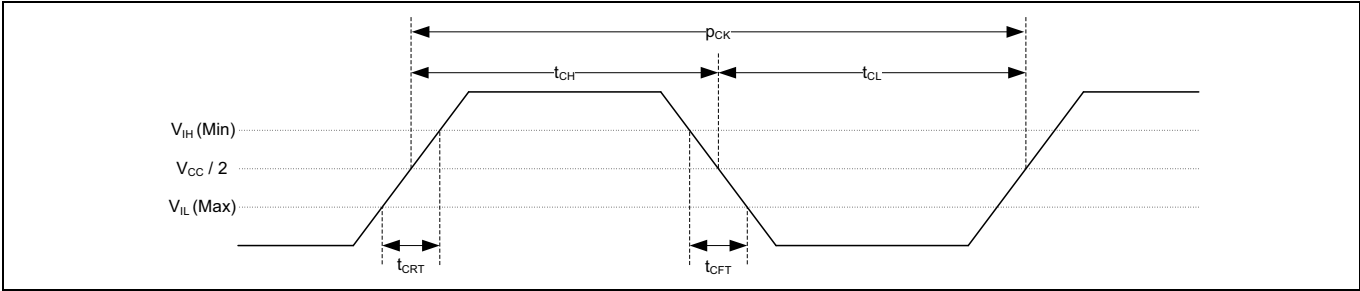 pCK
tCH
tCL
VIH (Min)
VCC / 2
VIL (Max)
tCRT
tCFT